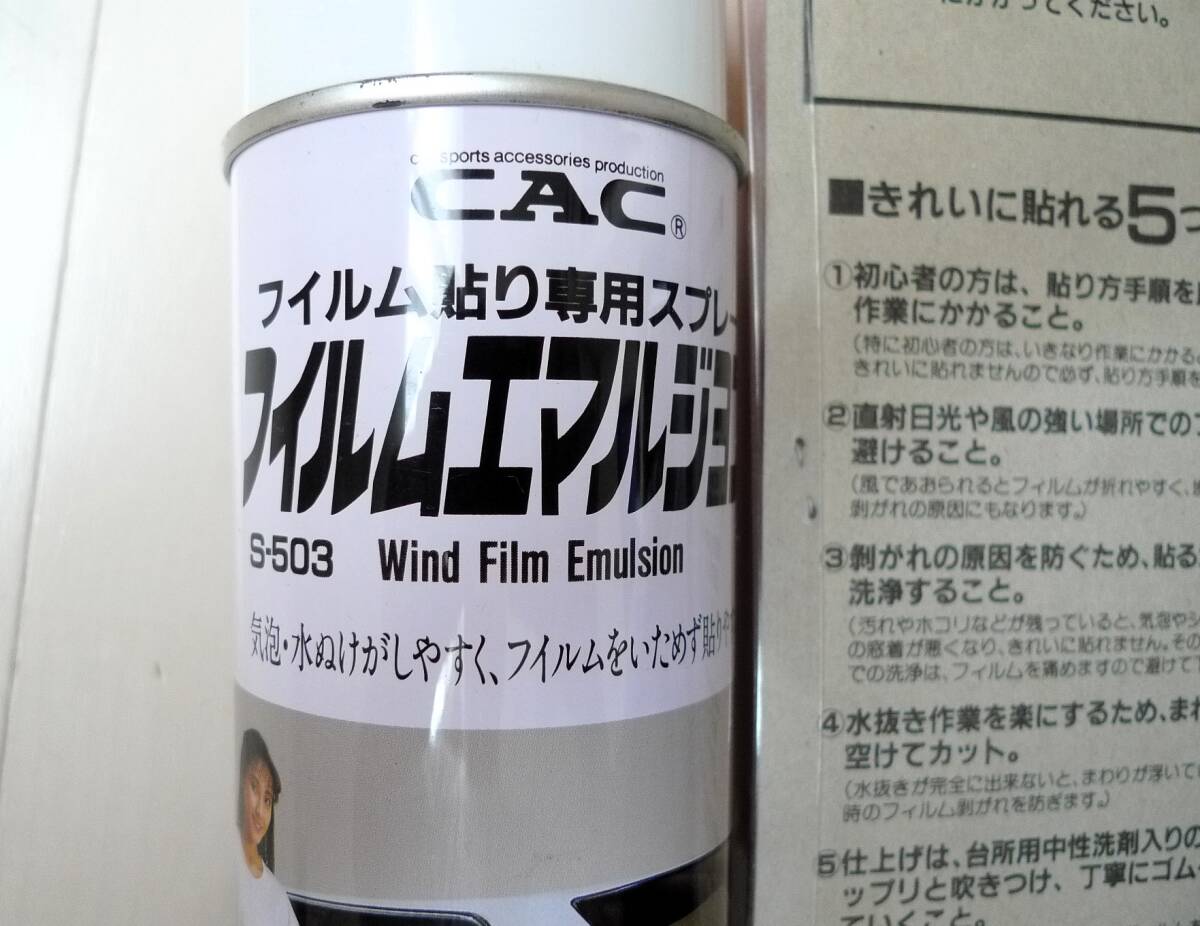 car sports accessories production
CAC®
フイルム貼り専用スプレー
フイルムエマルジョン
S-503 Wind Film Emulsion
気泡・水ぬけがしやすく、フイルムをいためず貼りや
にかかってください。
■きれいに貼れる5つ
①初心者の方は、貼り方手順を
作業にかかること。
(特に初心者の方は、いきなり作業にかかる
きれいに貼れませんので必ず、貼り方手順を
②直射日光や風の強い場所での
避けること。
(風であおられるとフィルムが折れやすく、
剝がれの原因にもなります。)
③剝がれの原因を防ぐため、貼る
洗浄すること。
(汚れやホコリなどが残っていると、気泡やシ
の窓着が悪くなり、きれいに貼れません。その
での洗浄は、フィルムを痛めますので避けて
④水抜き作業を楽にするため、まわ
空けてカット。
(水抜きが完全に出来ないと、まわりが浮いて
時のフィルム剝がれを防ぎます。)
⑤仕上げは、台所用中性洗剤入りの
ップリと吹きつけ、丁寧にゴム
ていくこと。